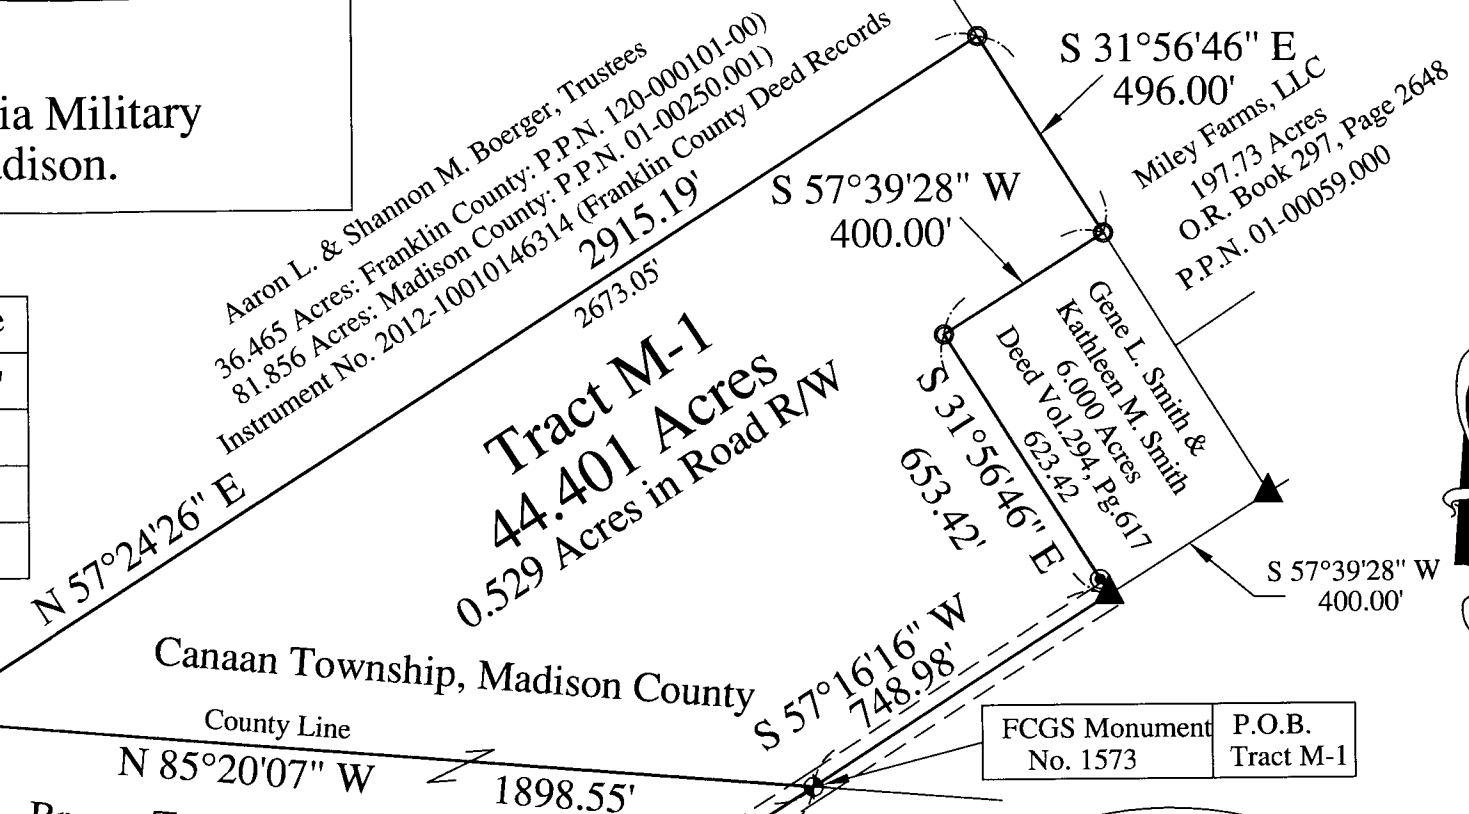 ia Military
dison.
Aaron L. & Shannon M. Boerger, Trustees
36.465 Acres: Franklin County: P.P.N. 120-000101-00)
81.856 Acres: Madison County: P.P.N. 01-00250.001)
Instrument No. 2012-10010146314 (Franklin County Deed Records
2915.19'
2673.05'
N 57°24'26" E
S 31°56'46" E
496.00'
Miley Farms, LLC
197.73 Acres
O.R. Book 297, Page 2648
P.P.N. 01-00059.000
S 57°39'28" W
400.00'
Gene L. Smith &
Kathleen M. Smith
6.000 Acres
Deed Vol.294, Pg.617
623.42
Tract M-1
44.401 Acres
0.529 Acres in Road R/W
S 31°56'46" E
653.42'
S 57°39'28" W
400.00'
Canaan Township, Madison County
S 57°16'16" W
748.98'
County Line
N 85°20'07" W
1898.55'
FCGS Monument
No. 1573
P.O.B.
Tract M-1